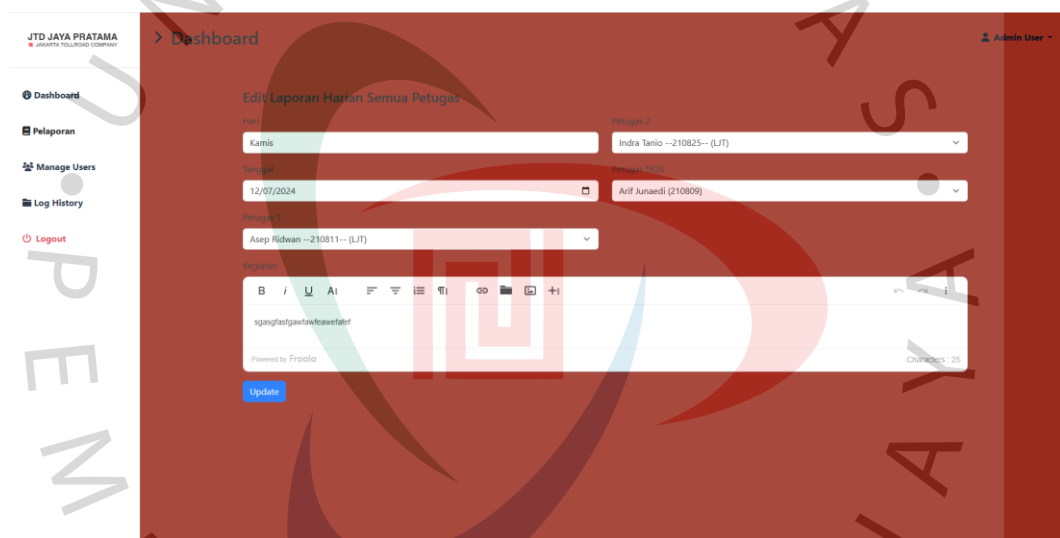 JTD JAYA PRATAMA
JAKARTA TOLLROAD COMPANY
> Dashboard
Admin User
Dashboard
Pelaporan
Manage Users
Log History
Logout
Edit Laporan Harian Semua Petugas
Hari
Kamis
Petugas 2
Indra Tanio --210825-- (LJT)
Tanggal
12/07/2024
Petugas TIOS
Arif Junaedi (210809)
Petugas 1
Asep Ridwan --210811-- (LJT)
Kegiatan
B i U AI
Powered by Froala
Characters : 25
Update
U
P E M
A S
J A Y A